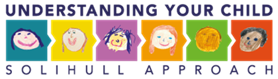 UNDERSTANDING YOUR CHILD
SOLIHULL APPROACH